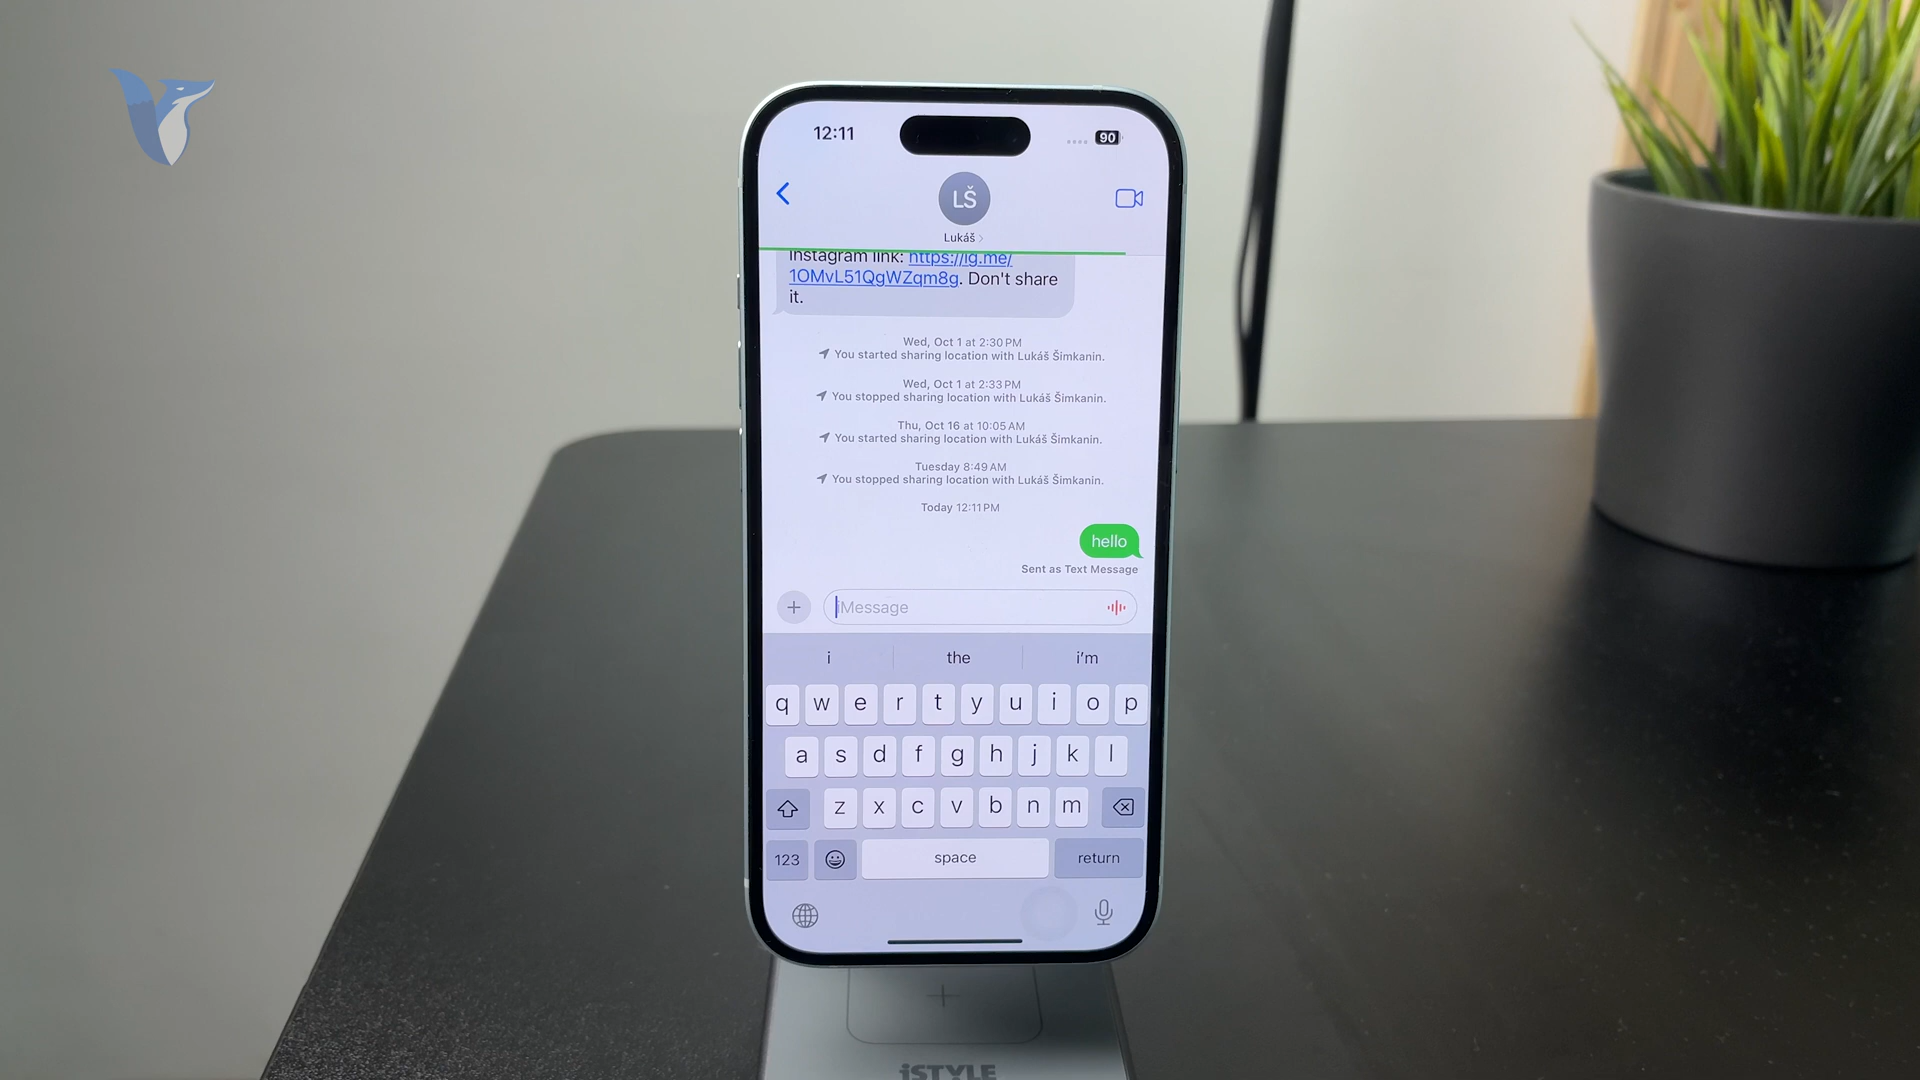 12:11
90
LŠ
Lukáš
Instagram link: https://ig.me/
1OMvL51QgWZqm8g. Don't share
it.
Wed, Oct 1 at 2:30 PM
You started sharing location with Lukáš Šimkanin.
Wed, Oct 1 at 2:33 PM
You stopped sharing location with Lukáš Šimkanin.
Thu, Oct 16 at 10:05 AM
You started sharing location with Lukáš Šimkanin.
Tuesday 8:49 AM
You stopped sharing location with Lukáš Šimkanin.
Today 12:11 PM
hello
Sent as Text Message
iMessage
i the i'm
q w e r t y u i o p
a s d f g h j k l
z x c v b n m
123 space return
iSTYLE